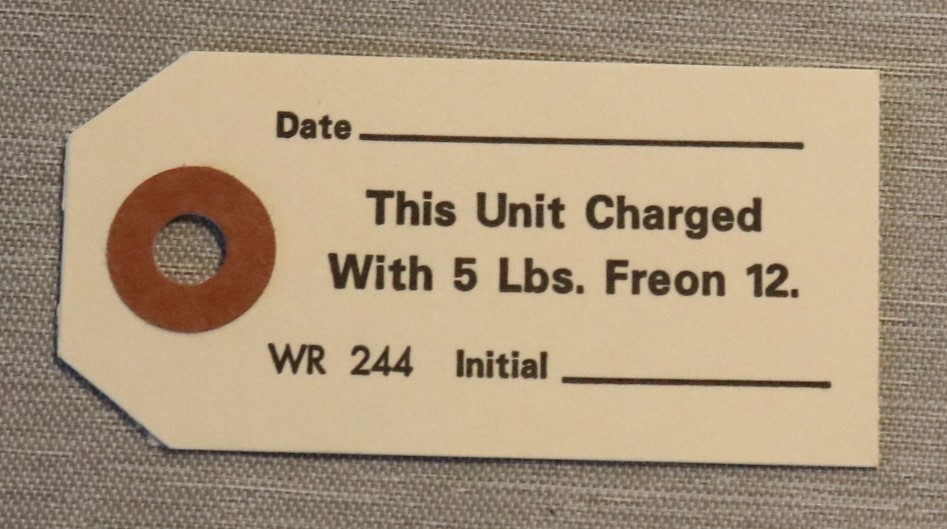 Date
This Unit Charged
With 5 Lbs. Freon 12.
WR 244 Initial